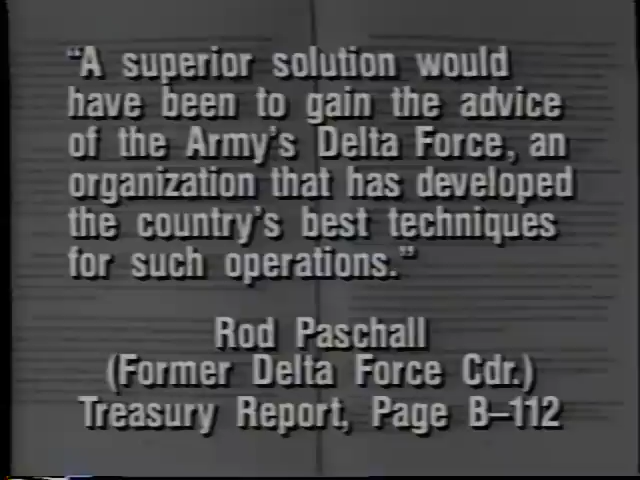 “A superior solution would
have been to gain the advice
of the Army's Delta Force, an
organization that has developed
the country's best techniques
for such operations.”
Rod Paschall
(Former Delta Force Cdr.)
Treasury Report, Page B–112